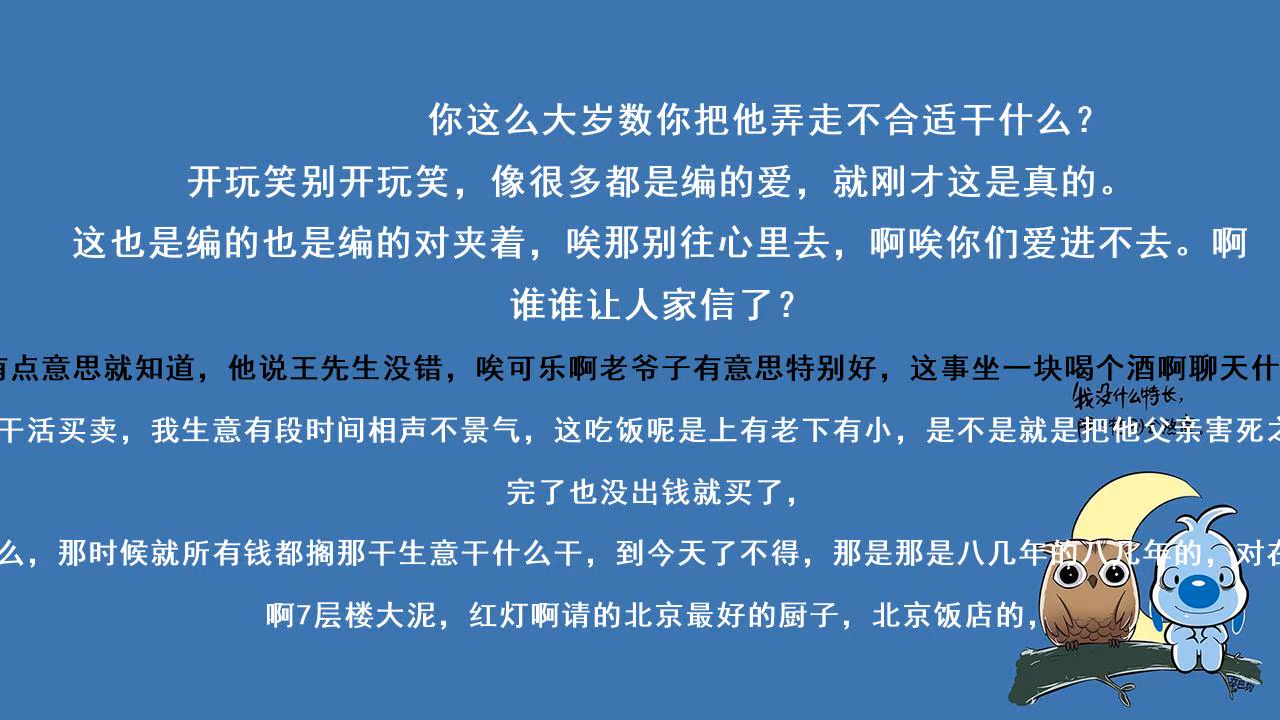 你这么大岁数你把他弄走不合适干什么？
开玩笑别开玩笑，像很多都是编的爱，就刚才这是真的。
这也是编的也是编的对夹着，唉那别往心里去，啊唉你们爱进不去。啊
谁谁让人家信了？
有点意思就知道，他说王先生没错，唉可乐啊老爷子有意思特别好，这事坐一块喝个酒啊聊天什
我没什么特长，
干活买卖，我生意有段时间相声不景气，这吃饭呢是上有老下有小，是不是就是把他父亲害死之
完了也没出钱就买了，
么，那时候就所有钱都搁那干生意干什么干，到今天了不得，那是那是八几年的八几年的，对在
啊7层楼大泥，红灯啊请的北京最好的厨子，北京饭店的，